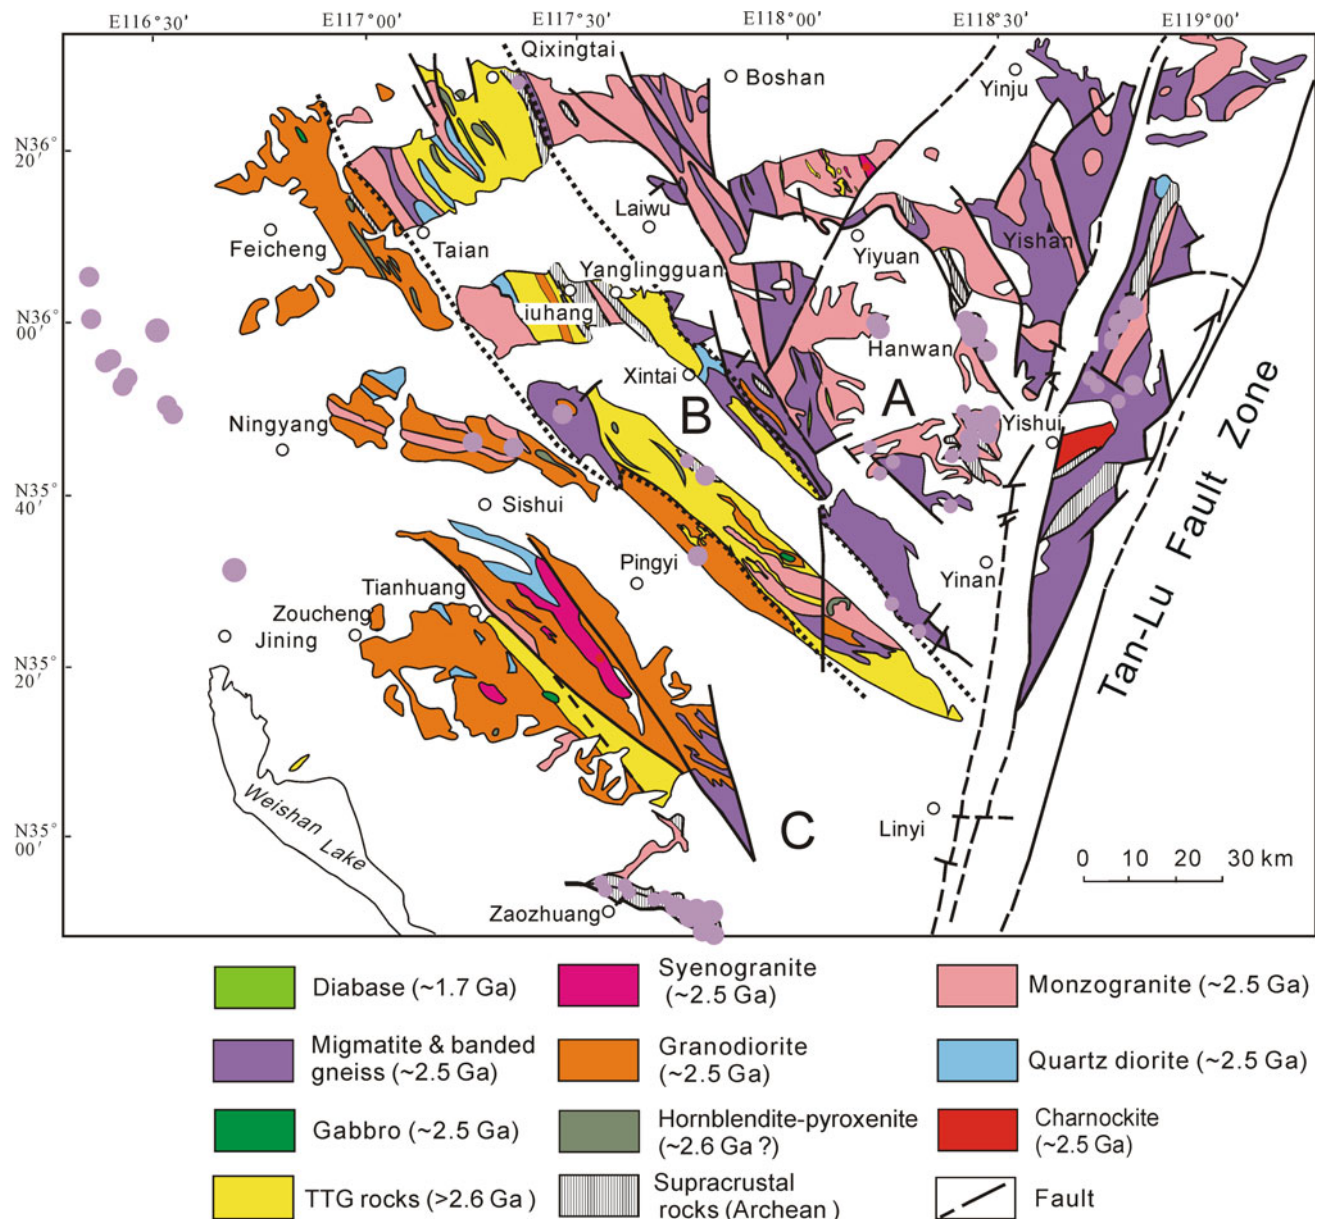 E116°30′ E117°00′ E117°30′ E118°00′ E118°30′ E119°00′
Qixingtai
Boshan
Yinju
N36°
20′
Laiwu
Feicheng
Taian
Yanglingguan
Yiyuan
Yishan
iuhang
N36°
00′
Hanwan
Xintai
A
B
Ningyang
Yishui
N35°
40′
Sishui
Pingyi
Yinan
Tianhuang
Zoucheng
Jining
Tan-Lu Fault Zone
N35°
20′
Weishan
Lake
C
Linyi
N35°
00′
0 10 20 30 km
Zaozhuang
Diabase (~1.7 Ga)
Syenogranite
(~2.5 Ga)
Monzogranite (~2.5 Ga)
Migmatite & banded
gneiss (~2.5 Ga)
Granodiorite
(~2.5 Ga)
Quartz diorite (~2.5 Ga)
Gabbro (~2.5 Ga)
Hornblendite-pyroxenite
(~2.6 Ga ?)
Charnockite
(~2.5 Ga)
TTG rocks (>2.6 Ga )
Supracrustal
rocks (Archean )
Fault